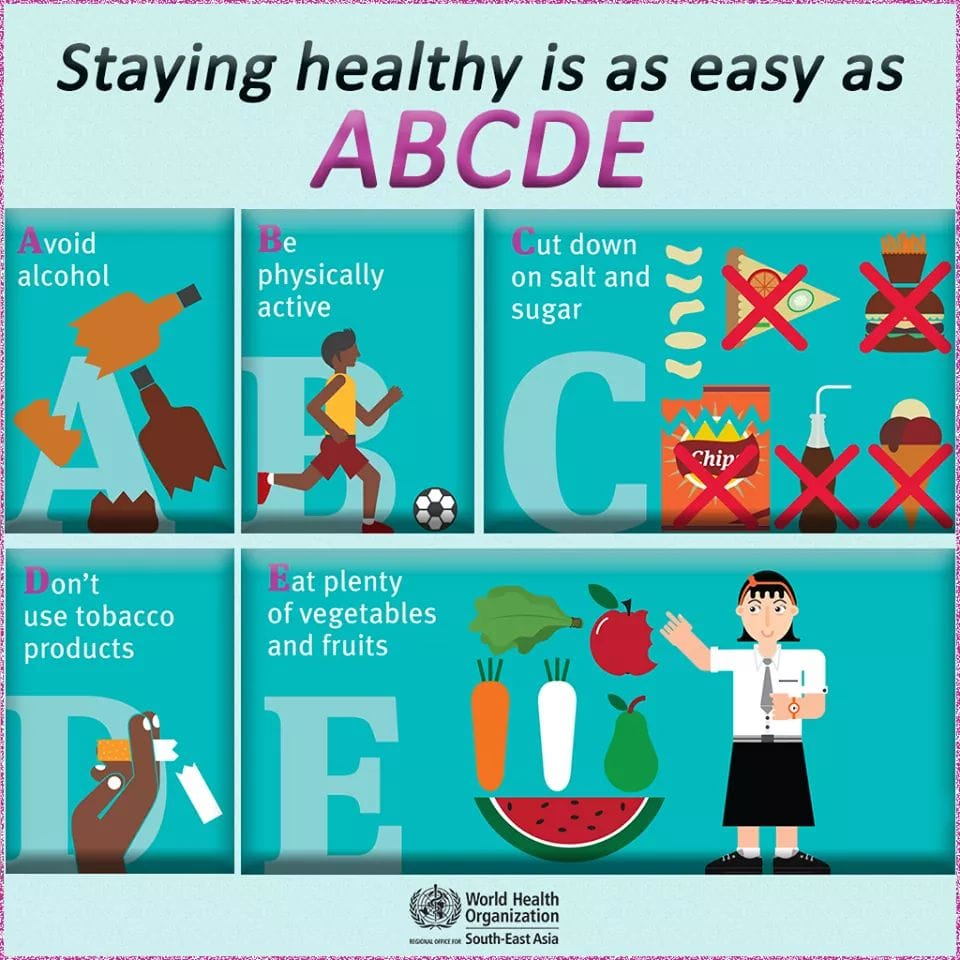 Staying healthy is as easy as
ABCDE
Avoid
alcohol
A
Be
physically
active
B
Cut down
on salt and
sugar
C
Chips
Don't
use tobacco
products
D
Eat plenty
of vegetables
and fruits
E
World Health
Organization
REGIONAL OFFICE FOR South-East Asia